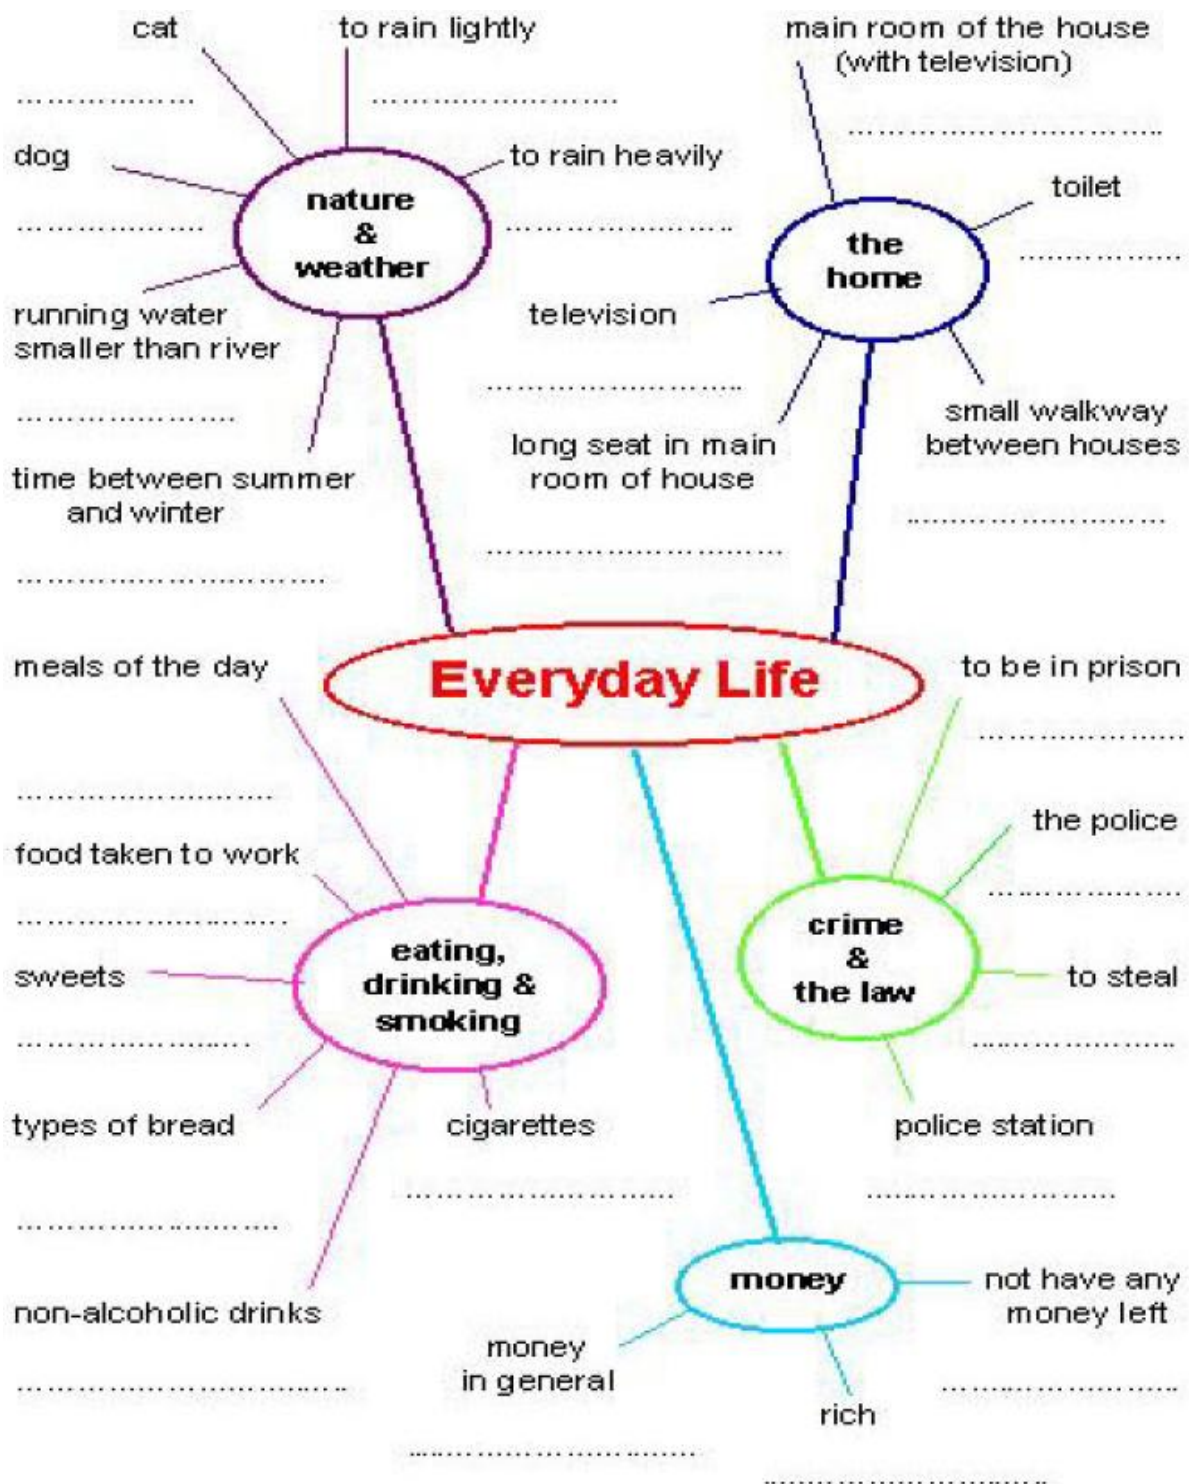 cat
to rain lightly
dog
to rain heavily
nature
&
weather
running water
smaller than river
time between summer
and winter
main room of the house
(with television)
toilet
the
home
television
small walkway
between houses
long seat in main
room of house
Everyday Life
meals of the day
food taken to work
sweets
eating,
drinking &
smoking
types of bread
cigarettes
non-alcoholic drinks
to be in prison
the police
crime
&
the law
to steal
police station
money
not have any
money left
money
in general
rich